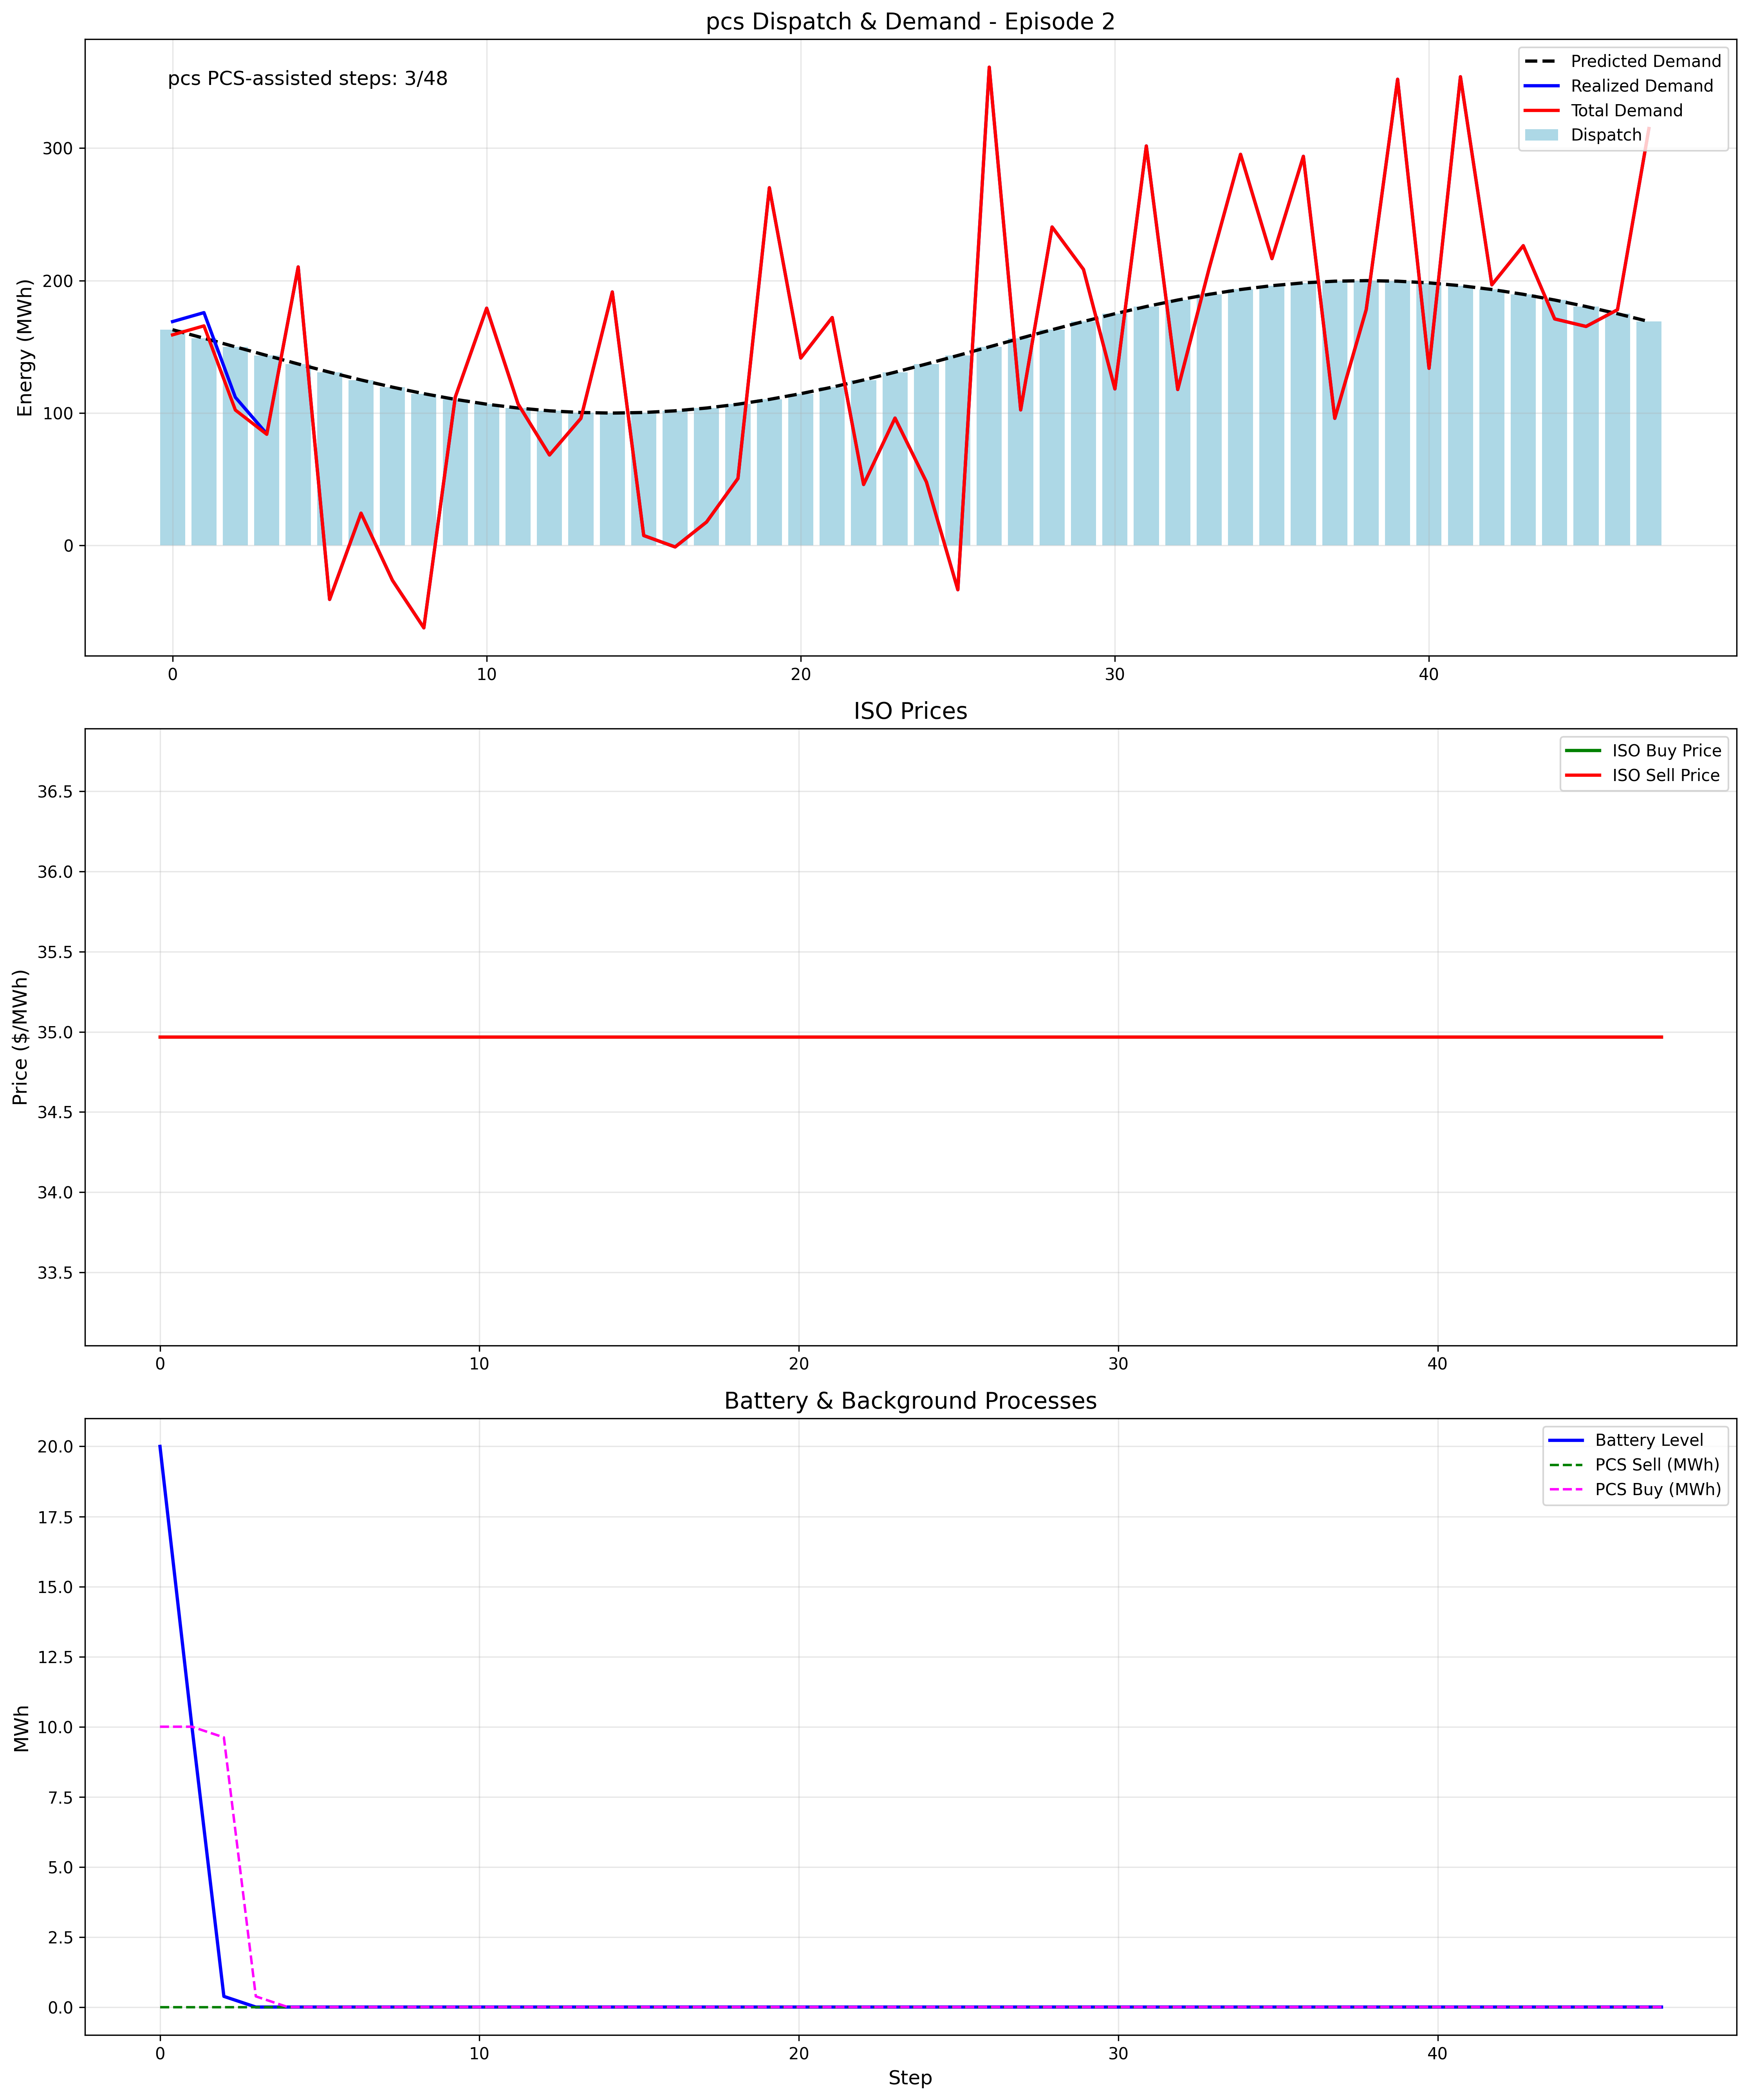 pcs Dispatch & Demand - Episode 2
pcs PCS-assisted steps: 3/48
Predicted Demand
Realized Demand
Total Demand
Dispatch
Energy (MWh)
300
200
100
0
0
10
20
30
40
ISO Prices
ISO Buy Price
ISO Sell Price
Price ($/MWh)
36.5
36.0
35.5
35.0
34.5
34.0
33.5
0
10
20
30
40
Battery & Background Processes
Battery Level
PCS Sell (MWh)
PCS Buy (MWh)
MWh
20.0
17.5
15.0
12.5
10.0
7.5
5.0
2.5
0.0
0
10
20
30
40
Step